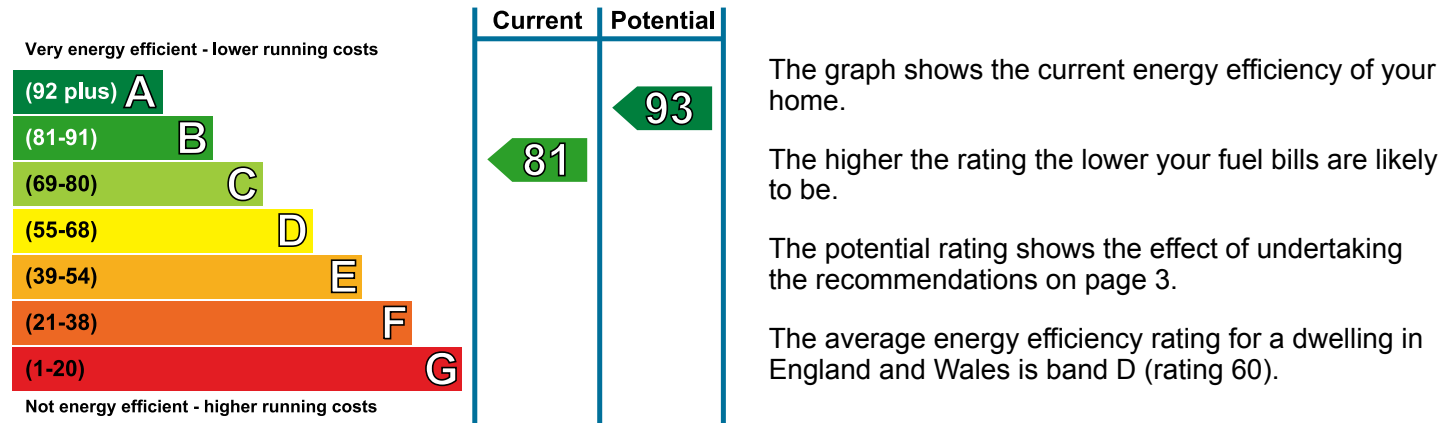 Current Potential
Very energy efficient - lower running costs
(92 plus) A
93
(81-91) B
81
(69-80) C
(55-68) D
(39-54) E
(21-38) F
(1-20) G
Not energy efficient - higher running costs
The graph shows the current energy efficiency of your
home.
The higher the rating the lower your fuel bills are likely
to be.
The potential rating shows the effect of undertaking
the recommendations on page 3.
The average energy efficiency rating for a dwelling in
England and Wales is band D (rating 60).